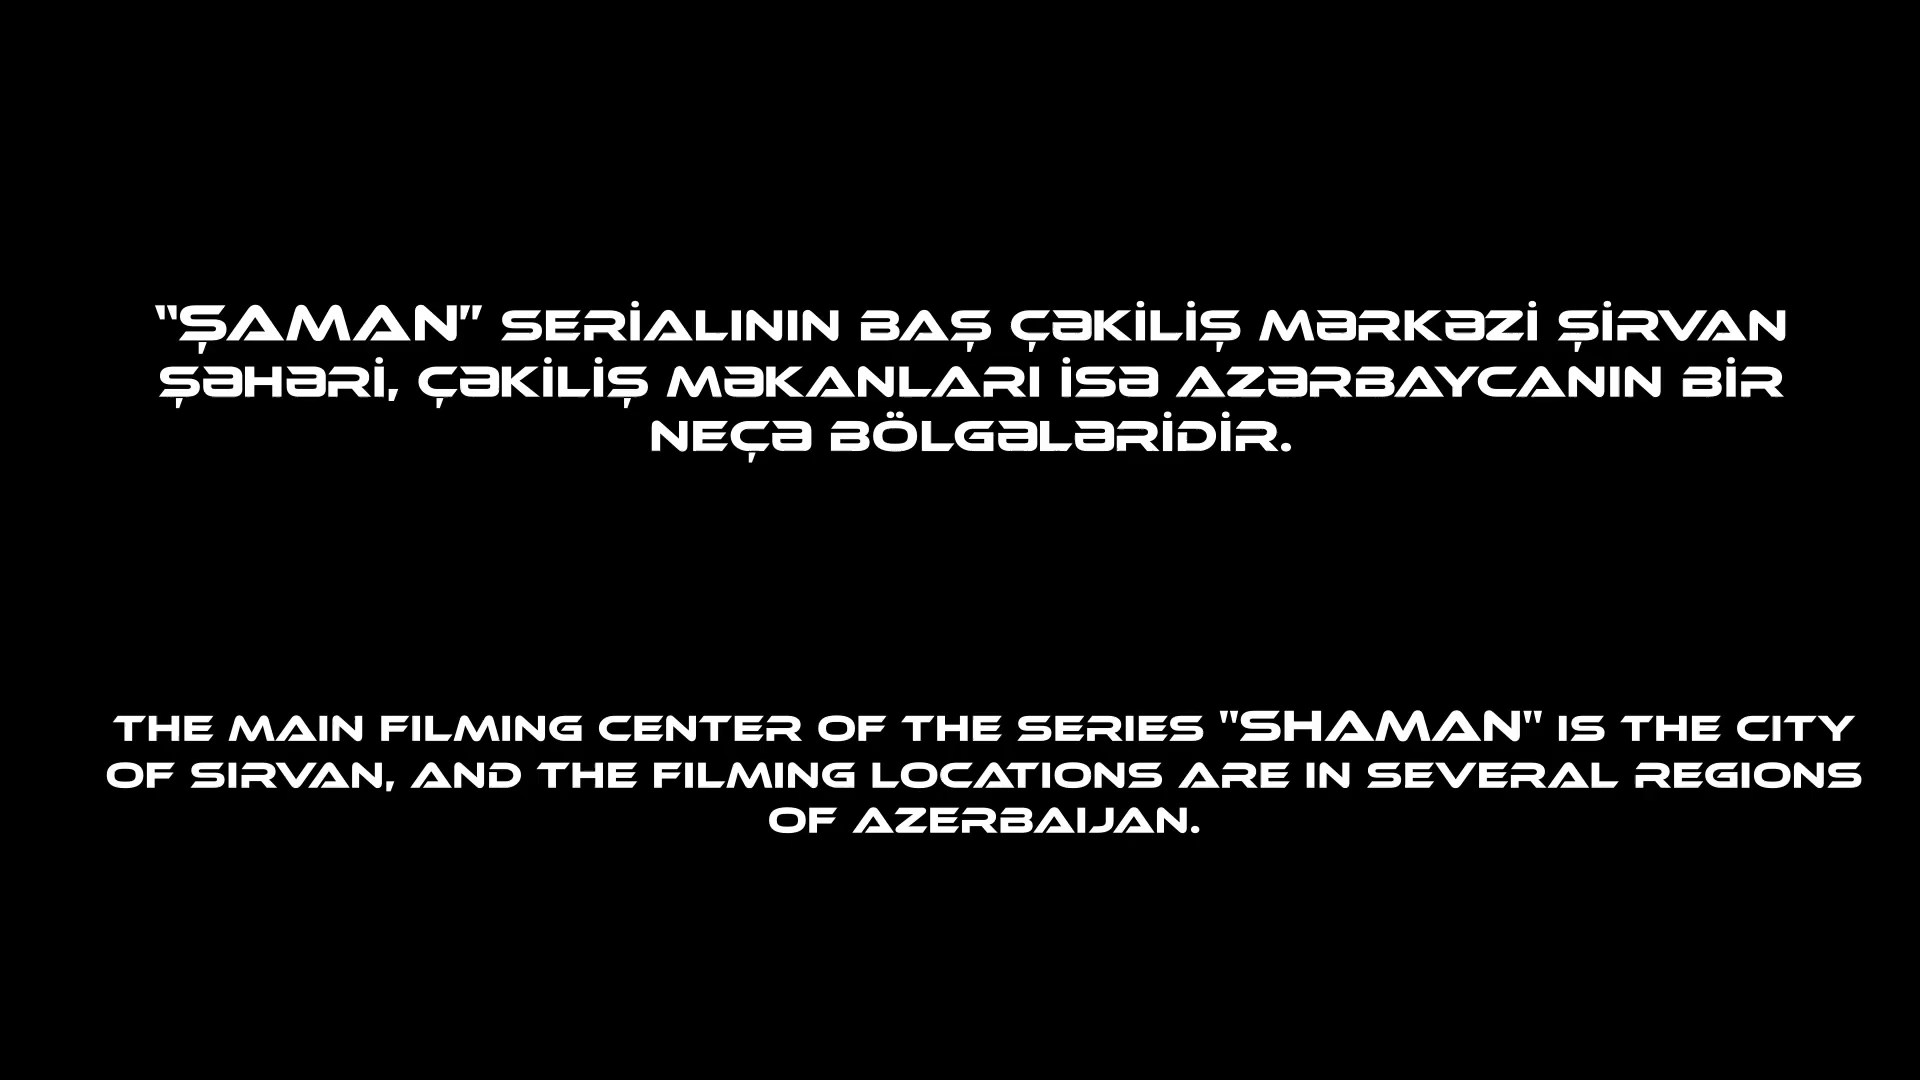 "ŞAMAN" SERİALININ BAŞ ÇƏKİLİŞ MƏRKƏZİ ŞİRVAN
ŞƏHƏRİ, ÇƏKİLİŞ MƏKANLARI İSƏ AZƏRBAYCANIN BİR
NEÇƏ BÖLGƏLƏRİDİR.
THE MAIN FILMING CENTER OF THE SERIES "SHAMAN" IS THE CITY
OF SIRVAN, AND THE FILMING LOCATIONS ARE IN SEVERAL REGIONS
OF AZERBAIJAN.